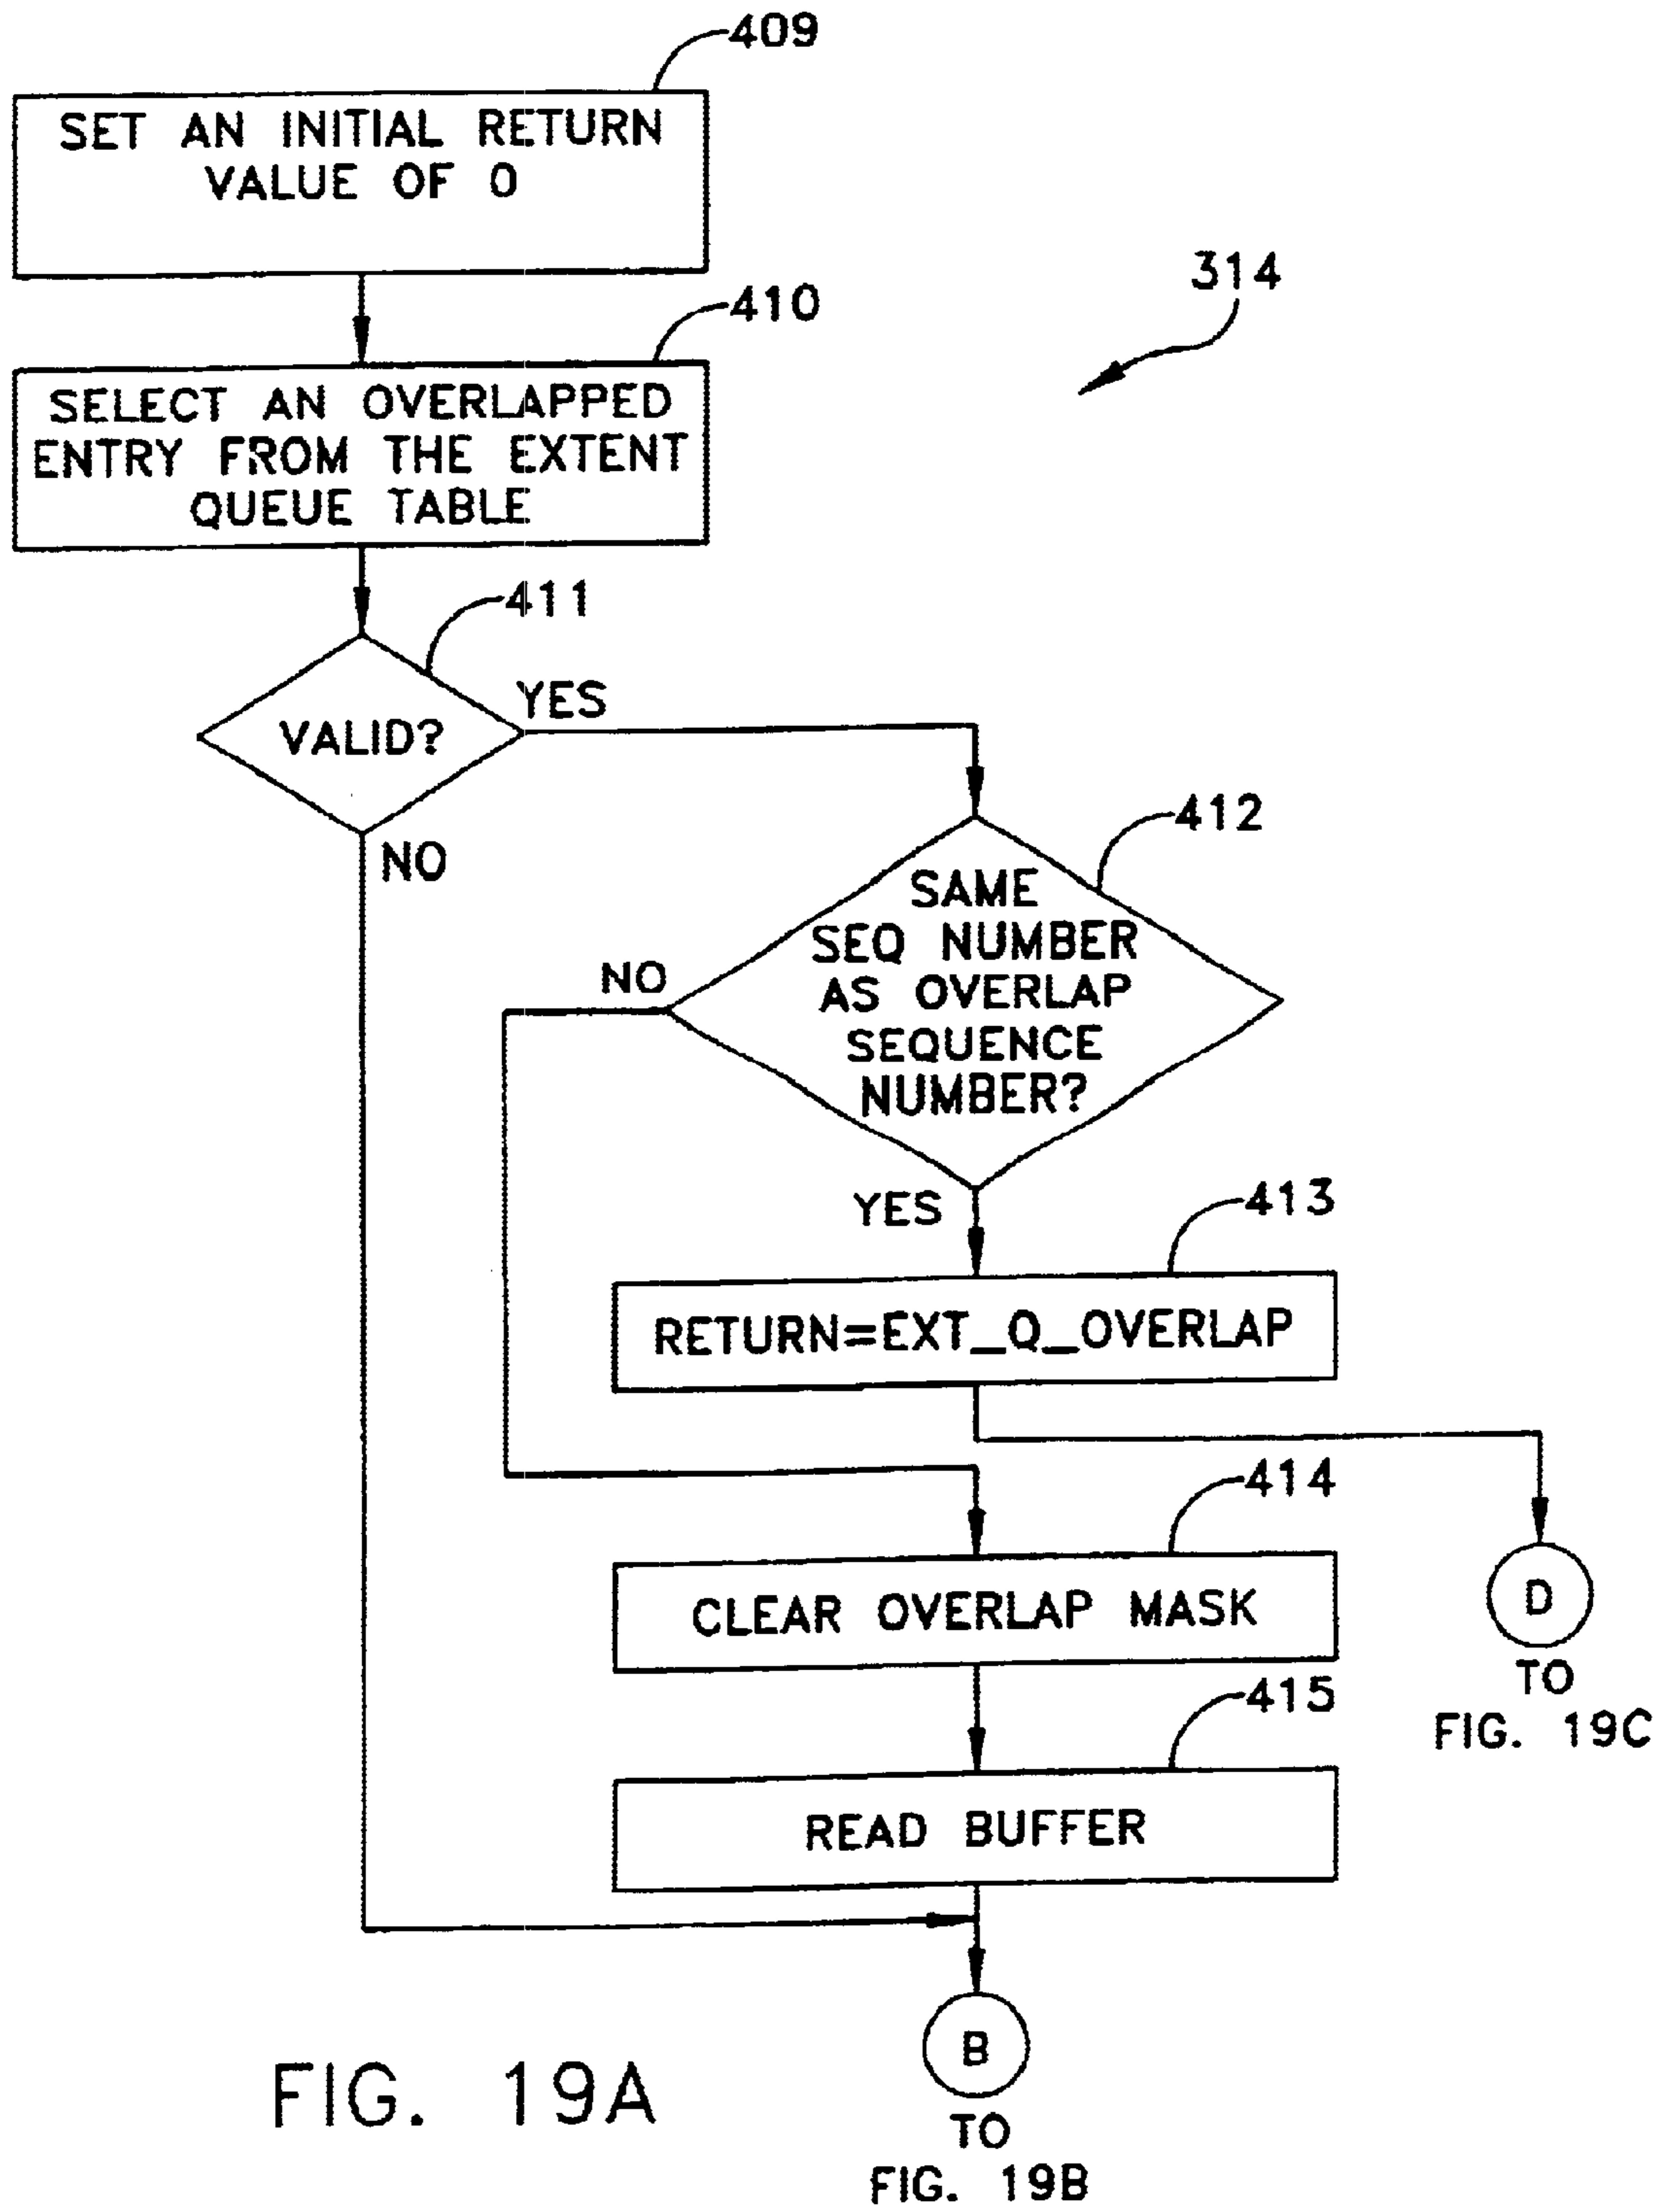 409
SET AN INITIAL RETURN
VALUE OF 0
314
410
SELECT AN OVERLAPPED
ENTRY FROM THE EXTENT
QUEUE TABLE
411
YES
VALID?
NO
412
SAME
SEQ NUMBER
AS OVERLAP
SEQUENCE
NUMBER?
NO
YES
413
RETURN=EXT_Q_OVERLAP
414
CLEAR OVERLAP MASK
D
TO
FIG. 19C
415
READ BUFFER
B
TO
FIG. 19B
FIG. 19A